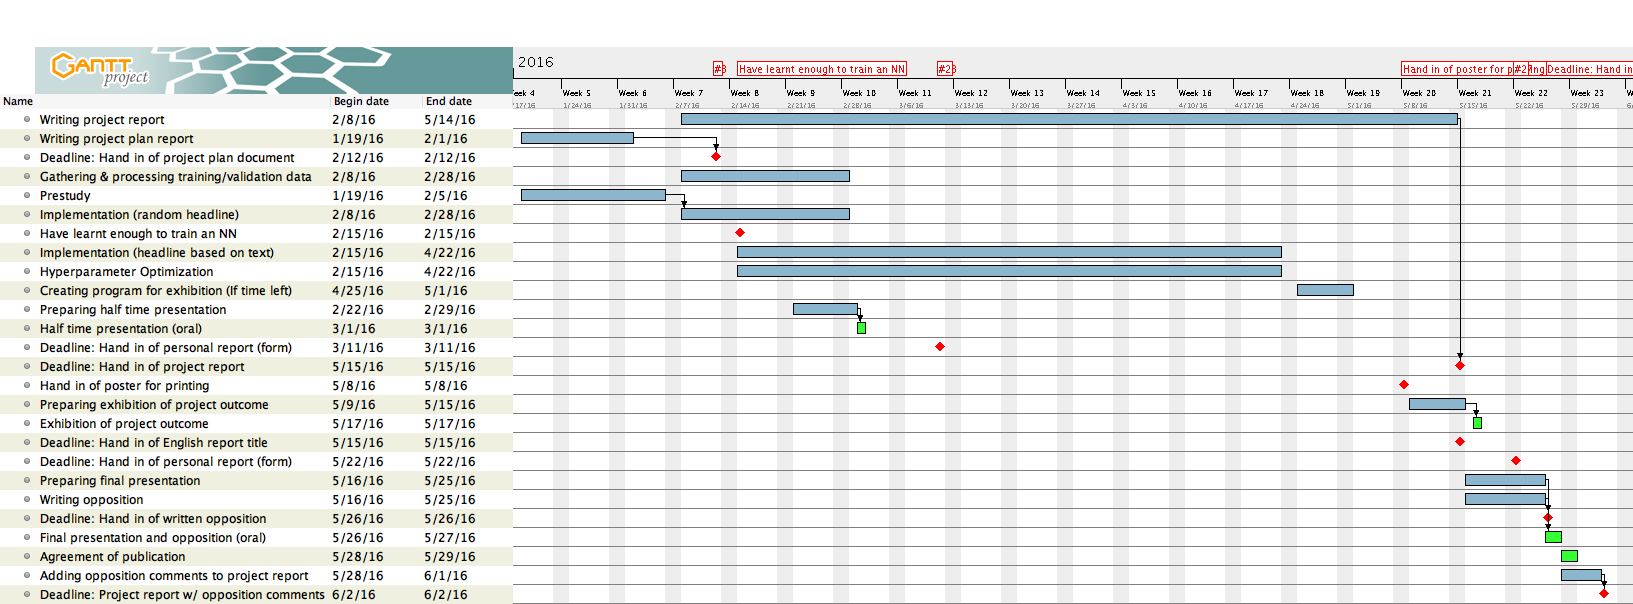 GANTT
project
2016
#3
Have learnt enough to train an NN
#23
Hand in of poster for p
#27
ing
Deadline: Hand in
Name Begin date End date
Week 4 Week 5 Week 6 Week 7 Week 8 Week 9 Week 10 Week 11 Week 12 Week 13 Week 14 Week 15 Week 16 Week 17 Week 18 Week 19 Week 20 Week 21 Week 22 Week 23 W
/17/16 1/24/16 1/31/16 2/7/16 2/14/16 2/21/16 2/28/16 3/6/16 3/13/16 3/20/16 3/27/16 4/3/16 4/10/16 4/17/16 4/24/16 5/1/16 5/8/16 5/15/16 5/22/16 5/29/16 6/
Writing project report 2/8/16 5/14/16
Writing project plan report 1/19/16 2/1/16
Deadline: Hand in of project plan document 2/12/16 2/12/16
Gathering & processing training/validation data 2/8/16 2/28/16
Prestudy 1/19/16 2/5/16
Implementation (random headline) 2/8/16 2/28/16
Have learnt enough to train an NN 2/15/16 2/15/16
Implementation (headline based on text) 2/15/16 4/22/16
Hyperparameter Optimization 2/15/16 4/22/16
Creating program for exhibition (If time left) 4/25/16 5/1/16
Preparing half time presentation 2/22/16 2/29/16
Half time presentation (oral) 3/1/16 3/1/16
Deadline: Hand in of personal report (form) 3/11/16 3/11/16
Deadline: Hand in of project report 5/15/16 5/15/16
Hand in of poster for printing 5/8/16 5/8/16
Preparing exhibition of project outcome 5/9/16 5/15/16
Exhibition of project outcome 5/17/16 5/17/16
Deadline: Hand in of English report title 5/15/16 5/15/16
Deadline: Hand in of personal report (form) 5/22/16 5/22/16
Preparing final presentation 5/16/16 5/25/16
Writing opposition 5/16/16 5/25/16
Deadline: Hand in of written opposition 5/26/16 5/26/16
Final presentation and opposition (oral) 5/26/16 5/27/16
Agreement of publication 5/28/16 5/29/16
Adding opposition comments to project report 5/28/16 6/1/16
Deadline: Project report w/ opposition comments 6/2/16 6/2/16